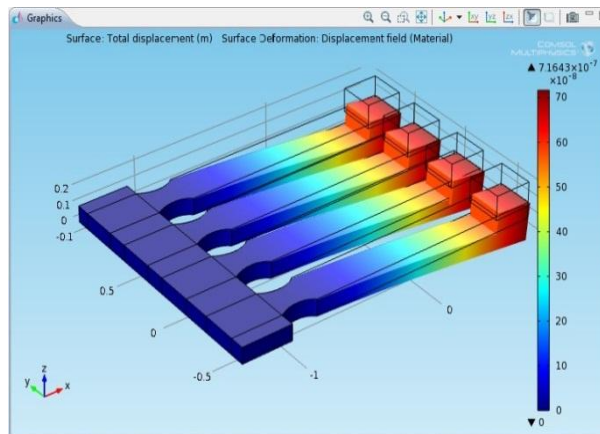 Graphics
Surface: Total displacement (m) Surface Deformation: Displacement field (Material)
COMSOL
MULTIPHYSICS
▲ 7.1643×10⁻⁷
×10⁻⁸
70
60
50
40
30
20
10
0
▼ 0
0.2
0.1
0
-0.1
0.5
0
-0.5
-1
0
z
y
x